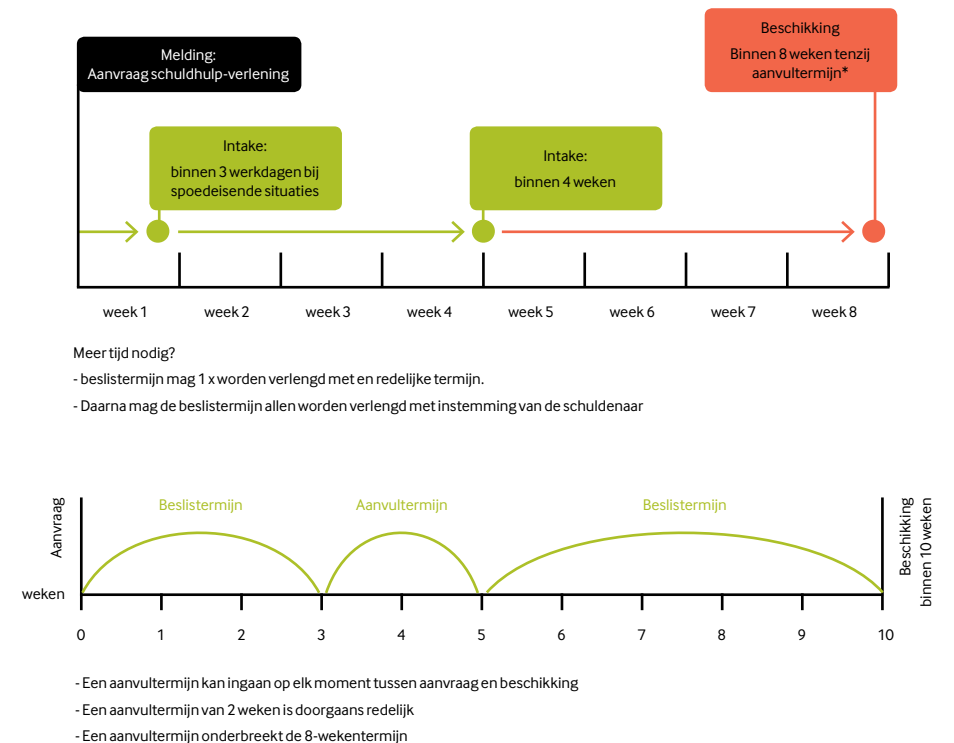 Melding:
Aanvraag schuldhulp-verlening
Beschikking
Binnen 8 weken tenzij
aanvultermijn*
Intake:
binnen 3 werkdagen bij
spoedeisende situaties
Intake:
binnen 4 weken
week 1 week 2 week 3 week 4 week 5 week 6 week 7 week 8
Meer tijd nodig?
- beslistermijn mag 1 x worden verlengd met en redelijke termijn.
- Daarna mag de beslistermijn allen worden verlengd met instemming van de schuldenaar
Aanvraag
Beslistermijn Aanvultermijn Beslistermijn
Beschikking
binnen 10 weken
weken
0 1 2 3 4 5 6 7 8 9 10
- Een aanvultermijn kan ingaan op elk moment tussen aanvraag en beschikking
- Een aanvultermijn van 2 weken is doorgaans redelijk
- Een aanvultermijn onderbreekt de 8-wekentermijn